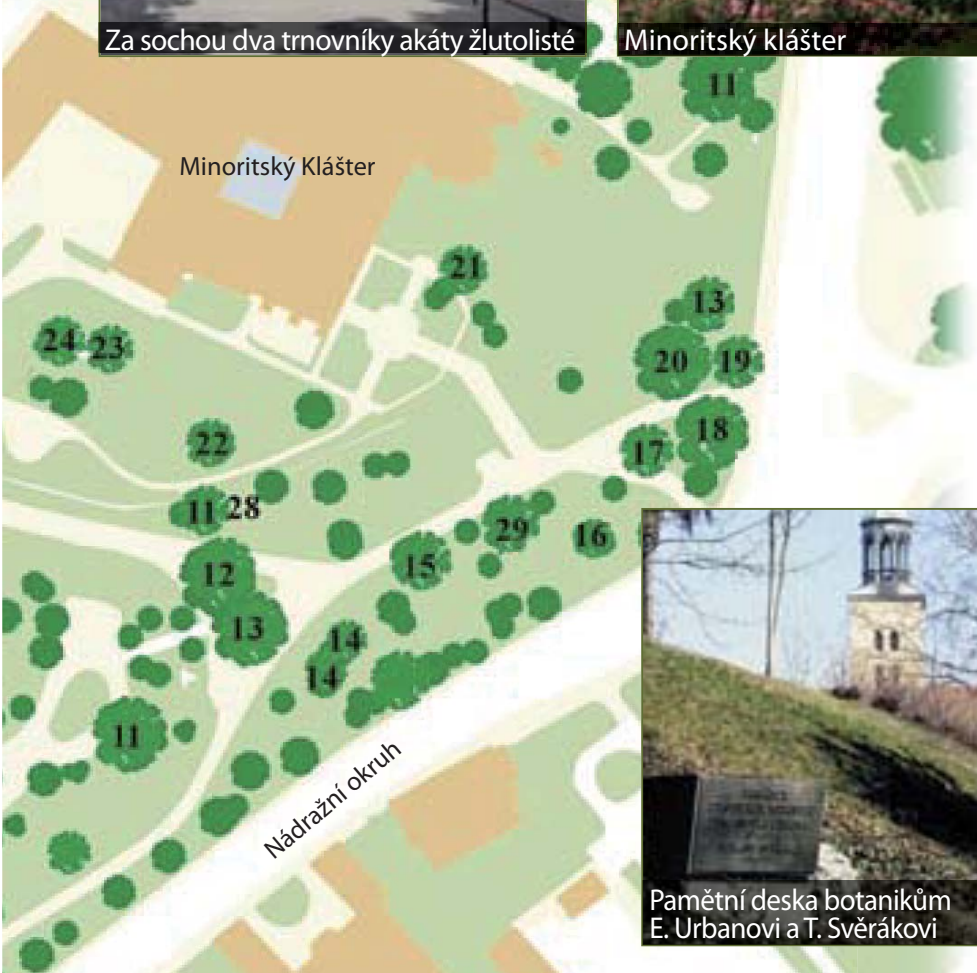 Za sochou dva trnovníky akáty žlutolisté
Minoritský klášter
11
Minoritský Klášter
21
13
24 23
20 19
22
18
17
11 28
29
16
12
15
13
14
14
11
Nádražní okruh
Pamětní deska botanikům
E. Urbanovi a T. Svěrákovi